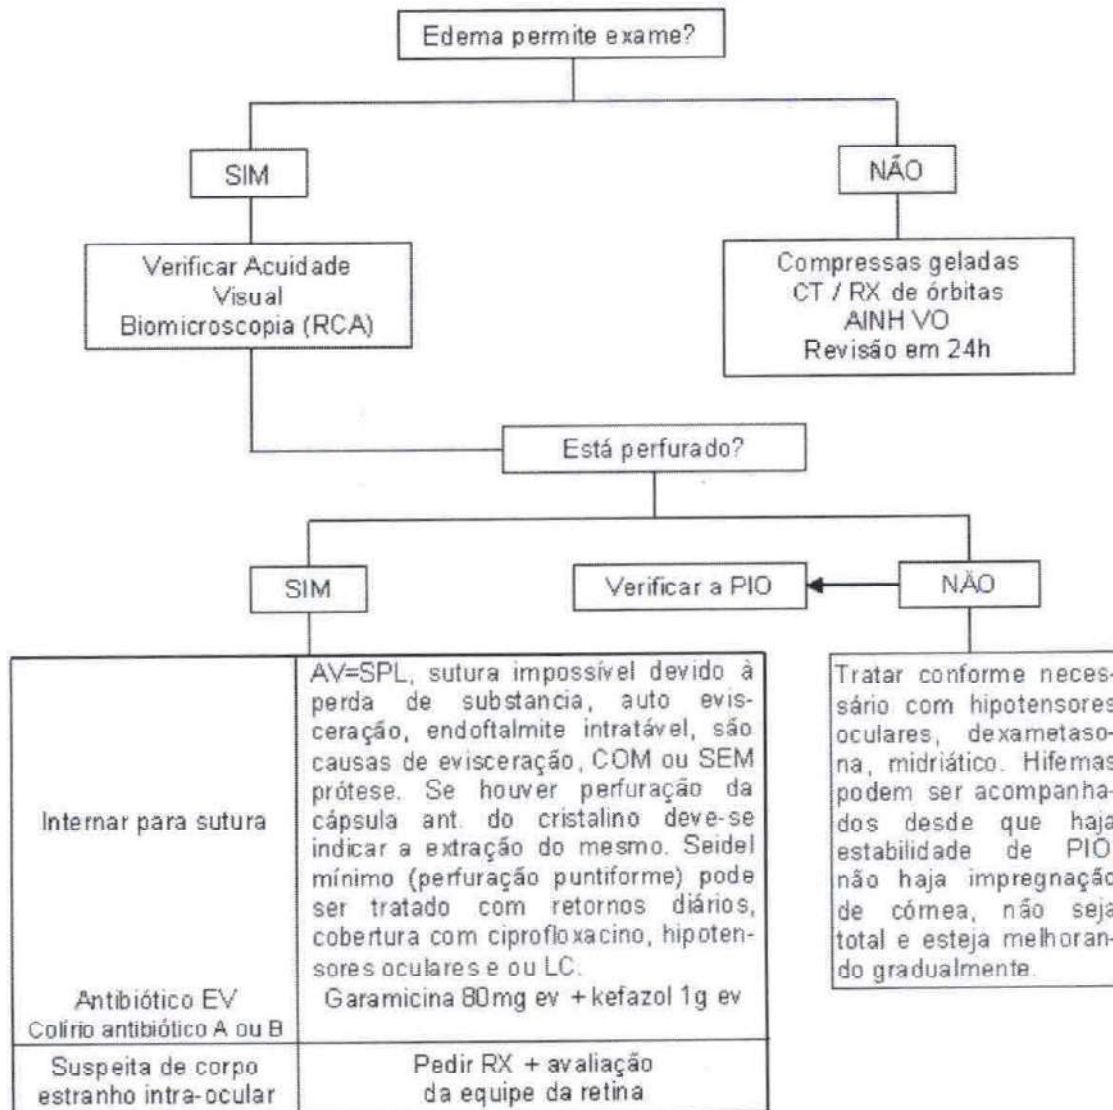 Edema permite exame?
SIM
NÃO
Verificar Acuidade
Visual
Biomicroscopia (RCA)
Compressas geladas
CT / RX de órbitas
AINH VO
Revisão em 24h
Está perfurado?
SIM
Verificar a PIO
NÃO
Internar para sutura
Antibiótico EV
Colírio antibiótico A ou B
AV=SPL, sutura impossível devido à
perda de substancia, auto evis-
ceração, endoftalmite intratável, são
causas de evisceração, COM ou SEM
prótese. Se houver perfuração da
cápsula ant. do cristalino deve-se
indicar a extração do mesmo. Seidel
mínimo (perfuração puntiforme) pode
ser tratado com retornos diários,
cobertura com ciprofloxacino, hipoten-
sores oculares e ou LC.
Garamicina 80mg ev + kefazol 1g ev
Tratar conforme neces-
sário com hipotensores
oculares, dexametaso-
na, midriático. Hifemas
podem ser acompanha-
dos desde que haja
estabilidade de PIO,
não haja impregnação
de córnea, não seja
total e esteja melhoran-
do gradualmente.
Suspeita de corpo
estranho intra-ocular
Pedir RX + avaliação
da equipe da retina